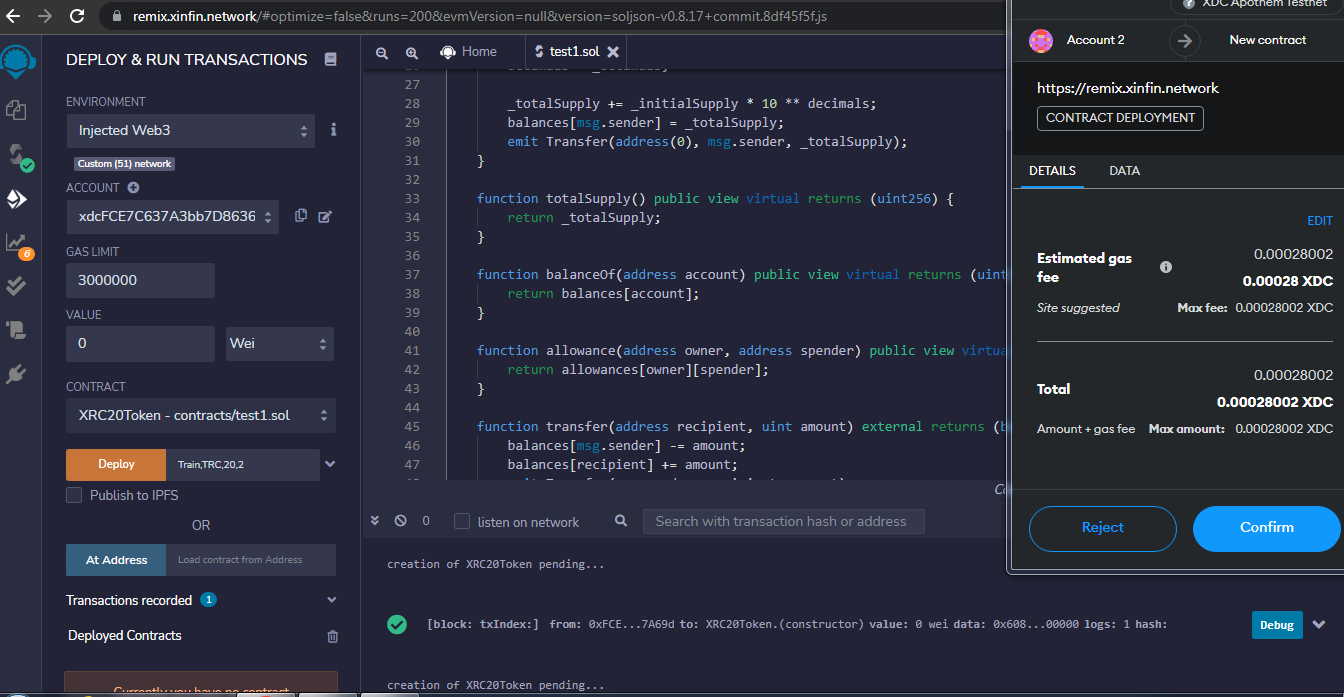 remix.xinfin.network/#optimize=false&runs=200&evmVersion=null&version=soljson-v0.8.17+commit.8df45f5f.js
DEPLOY & RUN TRANSACTIONS
ENVIRONMENT
Injected Web3
Custom (51) network
ACCOUNT
xdcFCE7C637A3bb7D8636
GAS LIMIT
3000000
VALUE
0
Wei
CONTRACT
XRC20Token - contracts/test1.sol
Deploy
Train,TRC,20,2
Publish to IPFS
OR
At Address
Load contract from Address
Transactions recorded 1
Deployed Contracts
Currently you have no contract
6
Home
test1.sol
27
28 _totalSupply += _initialSupply * 10 ** decimals;
29 balances[msg.sender] = _totalSupply;
30 emit Transfer(address(0), msg.sender, _totalSupply);
31 }
32
33 function totalSupply() public view virtual returns (uint256) {
34 return _totalSupply;
35 }
36
37 function balanceOf(address account) public view virtual returns (uint
38 return balances[account];
39 }
40
41 function allowance(address owner, address spender) public view virtua
42 return allowances[owner][spender];
43 }
44
45 function transfer(address recipient, uint amount) external returns (b
46 balances[msg.sender] -= amount;
47 balances[recipient] += amount;
0
listen on network
Search with transaction hash or address
creation of XRC20Token pending...
[block: txIndex:] from: 0xFCE...7A69d to: XRC20Token.(constructor) value: 0 wei data: 0x608...00000 logs: 1 hash:
Debug
creation of XRC20Token pending...
XDC Apothem Testnet
Account 2
New contract
https://remix.xinfin.network
CONTRACT DEPLOYMENT
DETAILS
DATA
EDIT
Estimated gas
fee
0.00028002
0.00028 XDC
Site suggested
Max fee: 0.00028002 XDC
Total
0.00028002
0.00028002 XDC
Amount + gas fee
Max amount: 0.00028002 XDC
Reject
Confirm